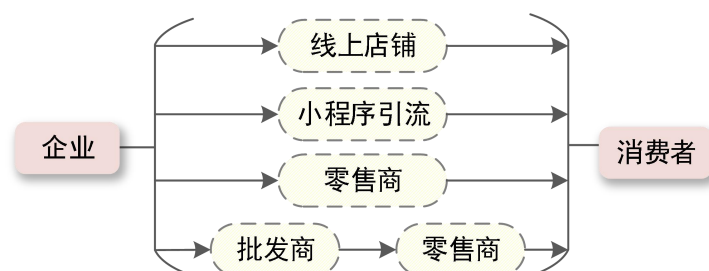 线上店铺
小程序引流
企业
消费者
零售商
批发商
零售商